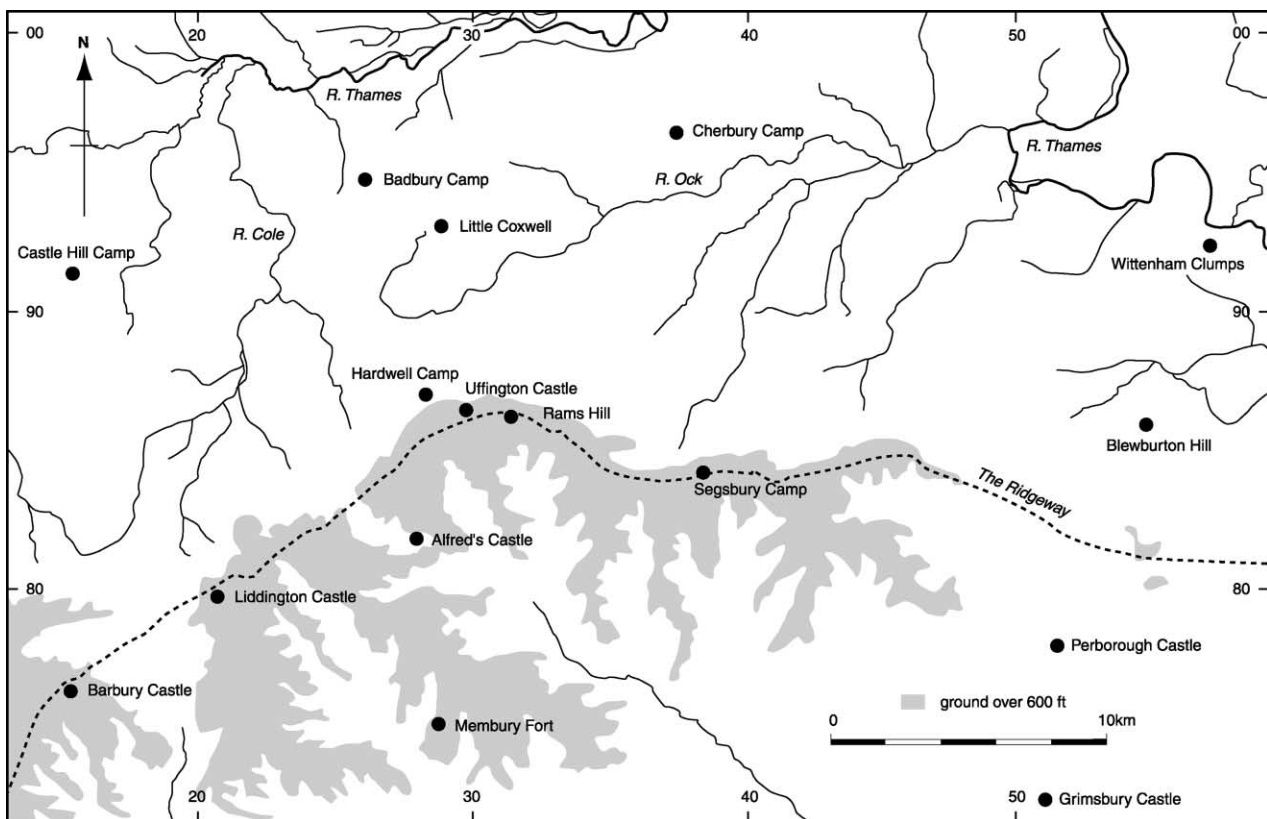 00 20 30 40 50 00
N
R. Thames
Cherbury Camp
R. Thames
Badbury Camp
R. Ock
Little Coxwell
R. Cole
Castle Hill Camp
Wittenham Clumps
90 90
Hardwell Camp
Uffington Castle
Rams Hill
Blewburton Hill
Segsbury Camp
The Ridgeway
Alfred's Castle
80 80
Liddington Castle
Perborough Castle
Barbury Castle
ground over 600 ft
Membury Fort
0 10km
20 30 40 50
Grimsbury Castle